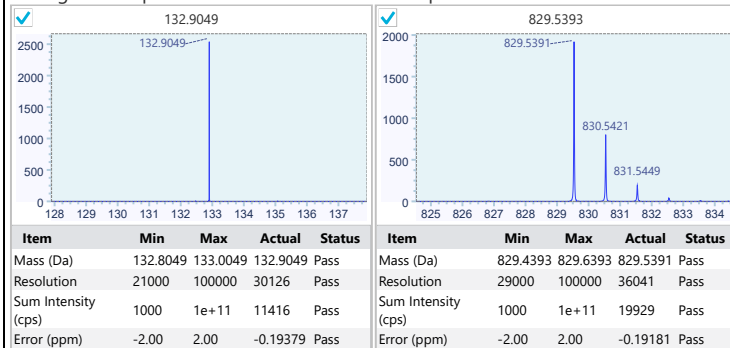 132.9049
132.9049
2500
2000
1500
1000
500
0
128 129 130 131 132 133 134 135 136 137
Item Min Max Actual Status
Mass (Da) 132.8049 133.0049 132.9049 Pass
Resolution 21000 100000 30126 Pass
Sum Intensity (cps) 1000 1e+11 11416 Pass
Error (ppm) -2.00 2.00 -0.19379 Pass
829.5393
829.5391
830.5421
831.5449
2000
1500
1000
500
0
825 826 827 828 829 830 831 832 833 834
Item Min Max Actual Status
Mass (Da) 829.4393 829.6393 829.5391 Pass
Resolution 29000 100000 36041 Pass
Sum Intensity (cps) 1000 1e+11 19929 Pass
Error (ppm) -2.00 2.00 -0.19181 Pass